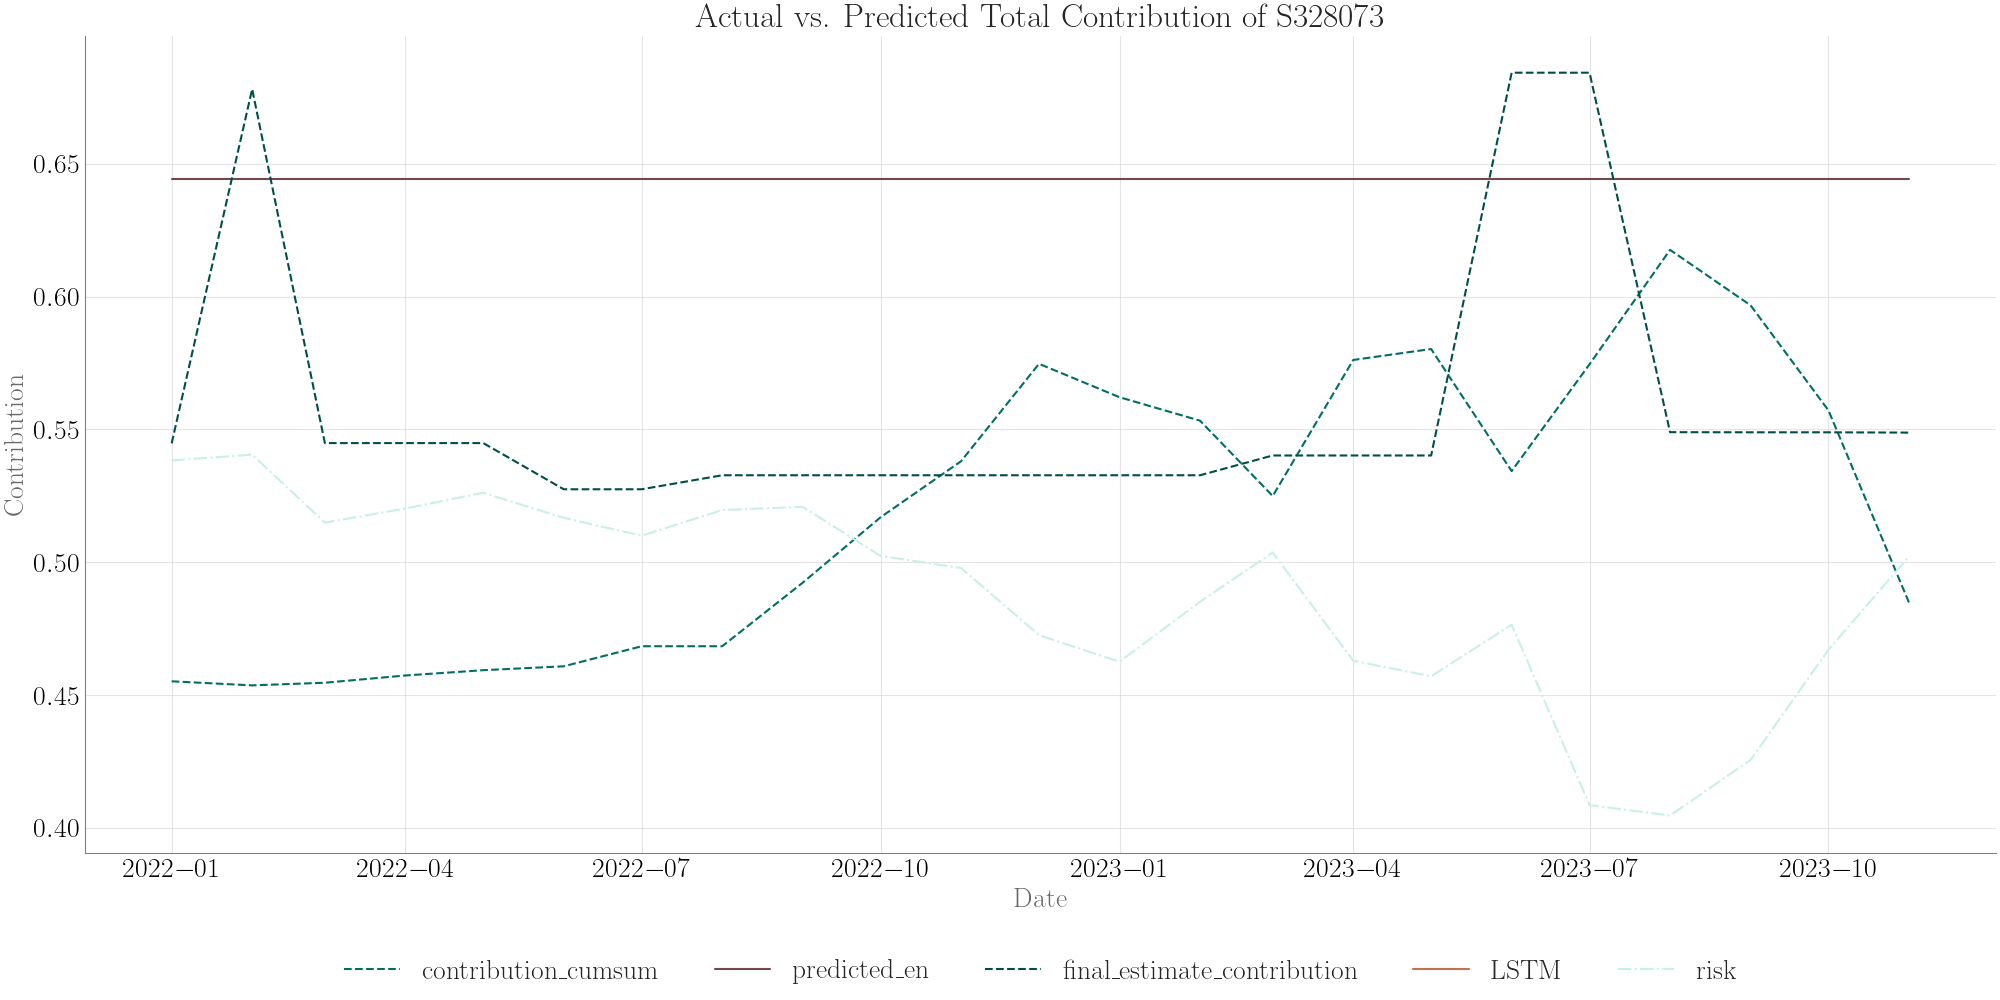 Actual vs. Predicted Total Contribution of S328073
Contribution
0.65
0.60
0.55
0.50
0.45
0.40
2022−01 2022−04 2022−07 2022−10 2023−01 2023−04 2023−07 2023−10
Date
contribution_cumsum predicted_en final_estimate_contribution LSTM risk